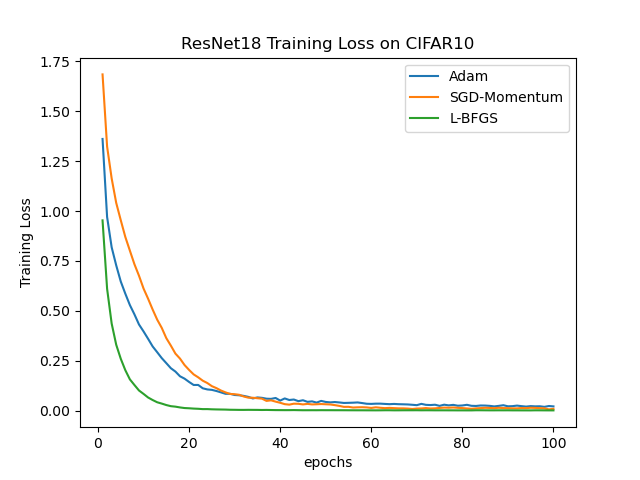 ResNet18 Training Loss on CIFAR10
Adam
SGD-Momentum
L-BFGS
1.75
1.50
1.25
1.00
0.75
0.50
0.25
0.00
Training Loss
0 20 40 60 80 100
epochs